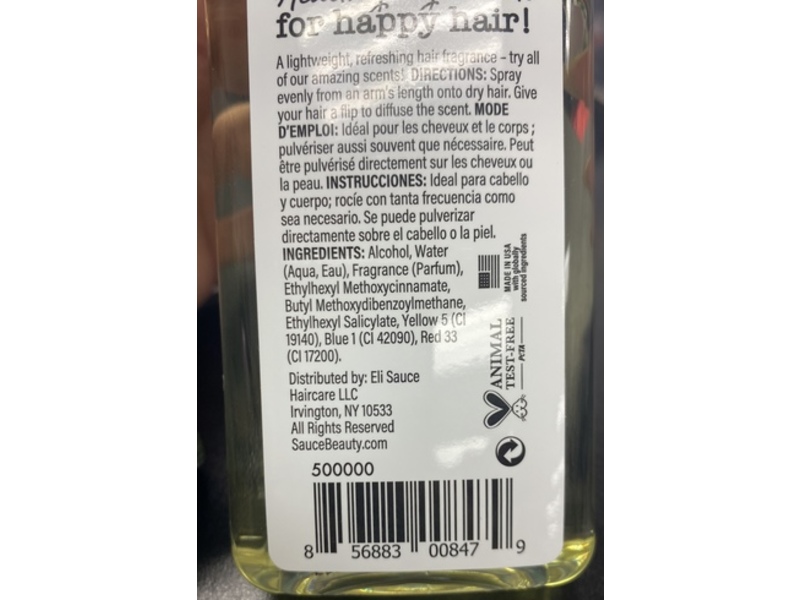 for happy hair!
A lightweight, refreshing hair fragrance – try all
of our amazing scents! DIRECTIONS: Spray
evenly from an arm's length onto dry hair. Give
your hair a flip to diffuse the scent. MODE
D'EMPLOI: Idéal pour les cheveux et le corps ;
pulvériser aussi souvent que nécessaire. Peut
être pulvérisé directement sur les cheveux ou
la peau. INSTRUCCIONES: Ideal para cabello
y cuerpo; rocíe con tanta frecuencia como
sea necesario. Se puede pulverizar
directamente sobre el cabello o la piel.
INGREDIENTS: Alcohol, Water
(Aqua, Eau), Fragrance (Parfum),
Ethylhexyl Methoxycinnamate,
Butyl Methoxydibenzoylmethane,
Ethylhexyl Salicylate, Yellow 5 (CI
19140), Blue 1 (CI 42090), Red 33
(CI 17200).
MADE IN USA
with globally
sourced ingredients
ANIMAL
TEST-FREE
PETA
Distributed by: Eli Sauce
Haircare LLC
Irvington, NY 10533
All Rights Reserved
SauceBeauty.com
500000
8 56883 00847 9